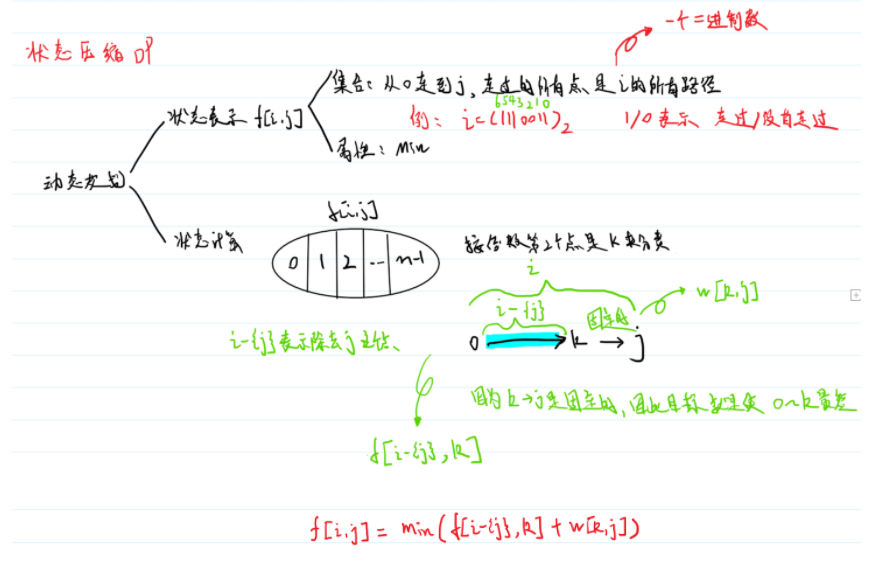 一个二进制数
状态压缩 DP
集合：从0走到j，走过的所有点是i的所有路径
6543210
状态表示 f[i,j]
例： i=(1110011)₂ 1/0表示 走过/没有走过
属性：min
动态规划
f[i,j]
状态计算
0 1 2 ... n-1
按倒数第2个点是k来分类
i
w[k,j]
i-{j} 固定的
i-{j}表示除去j之后、
0 → k → j
因为k→j是固定的，因此目标就是使 0~k最差
f[i-{j},k]
f[i,j] = min(f[i-{j},k]+w[k,j])